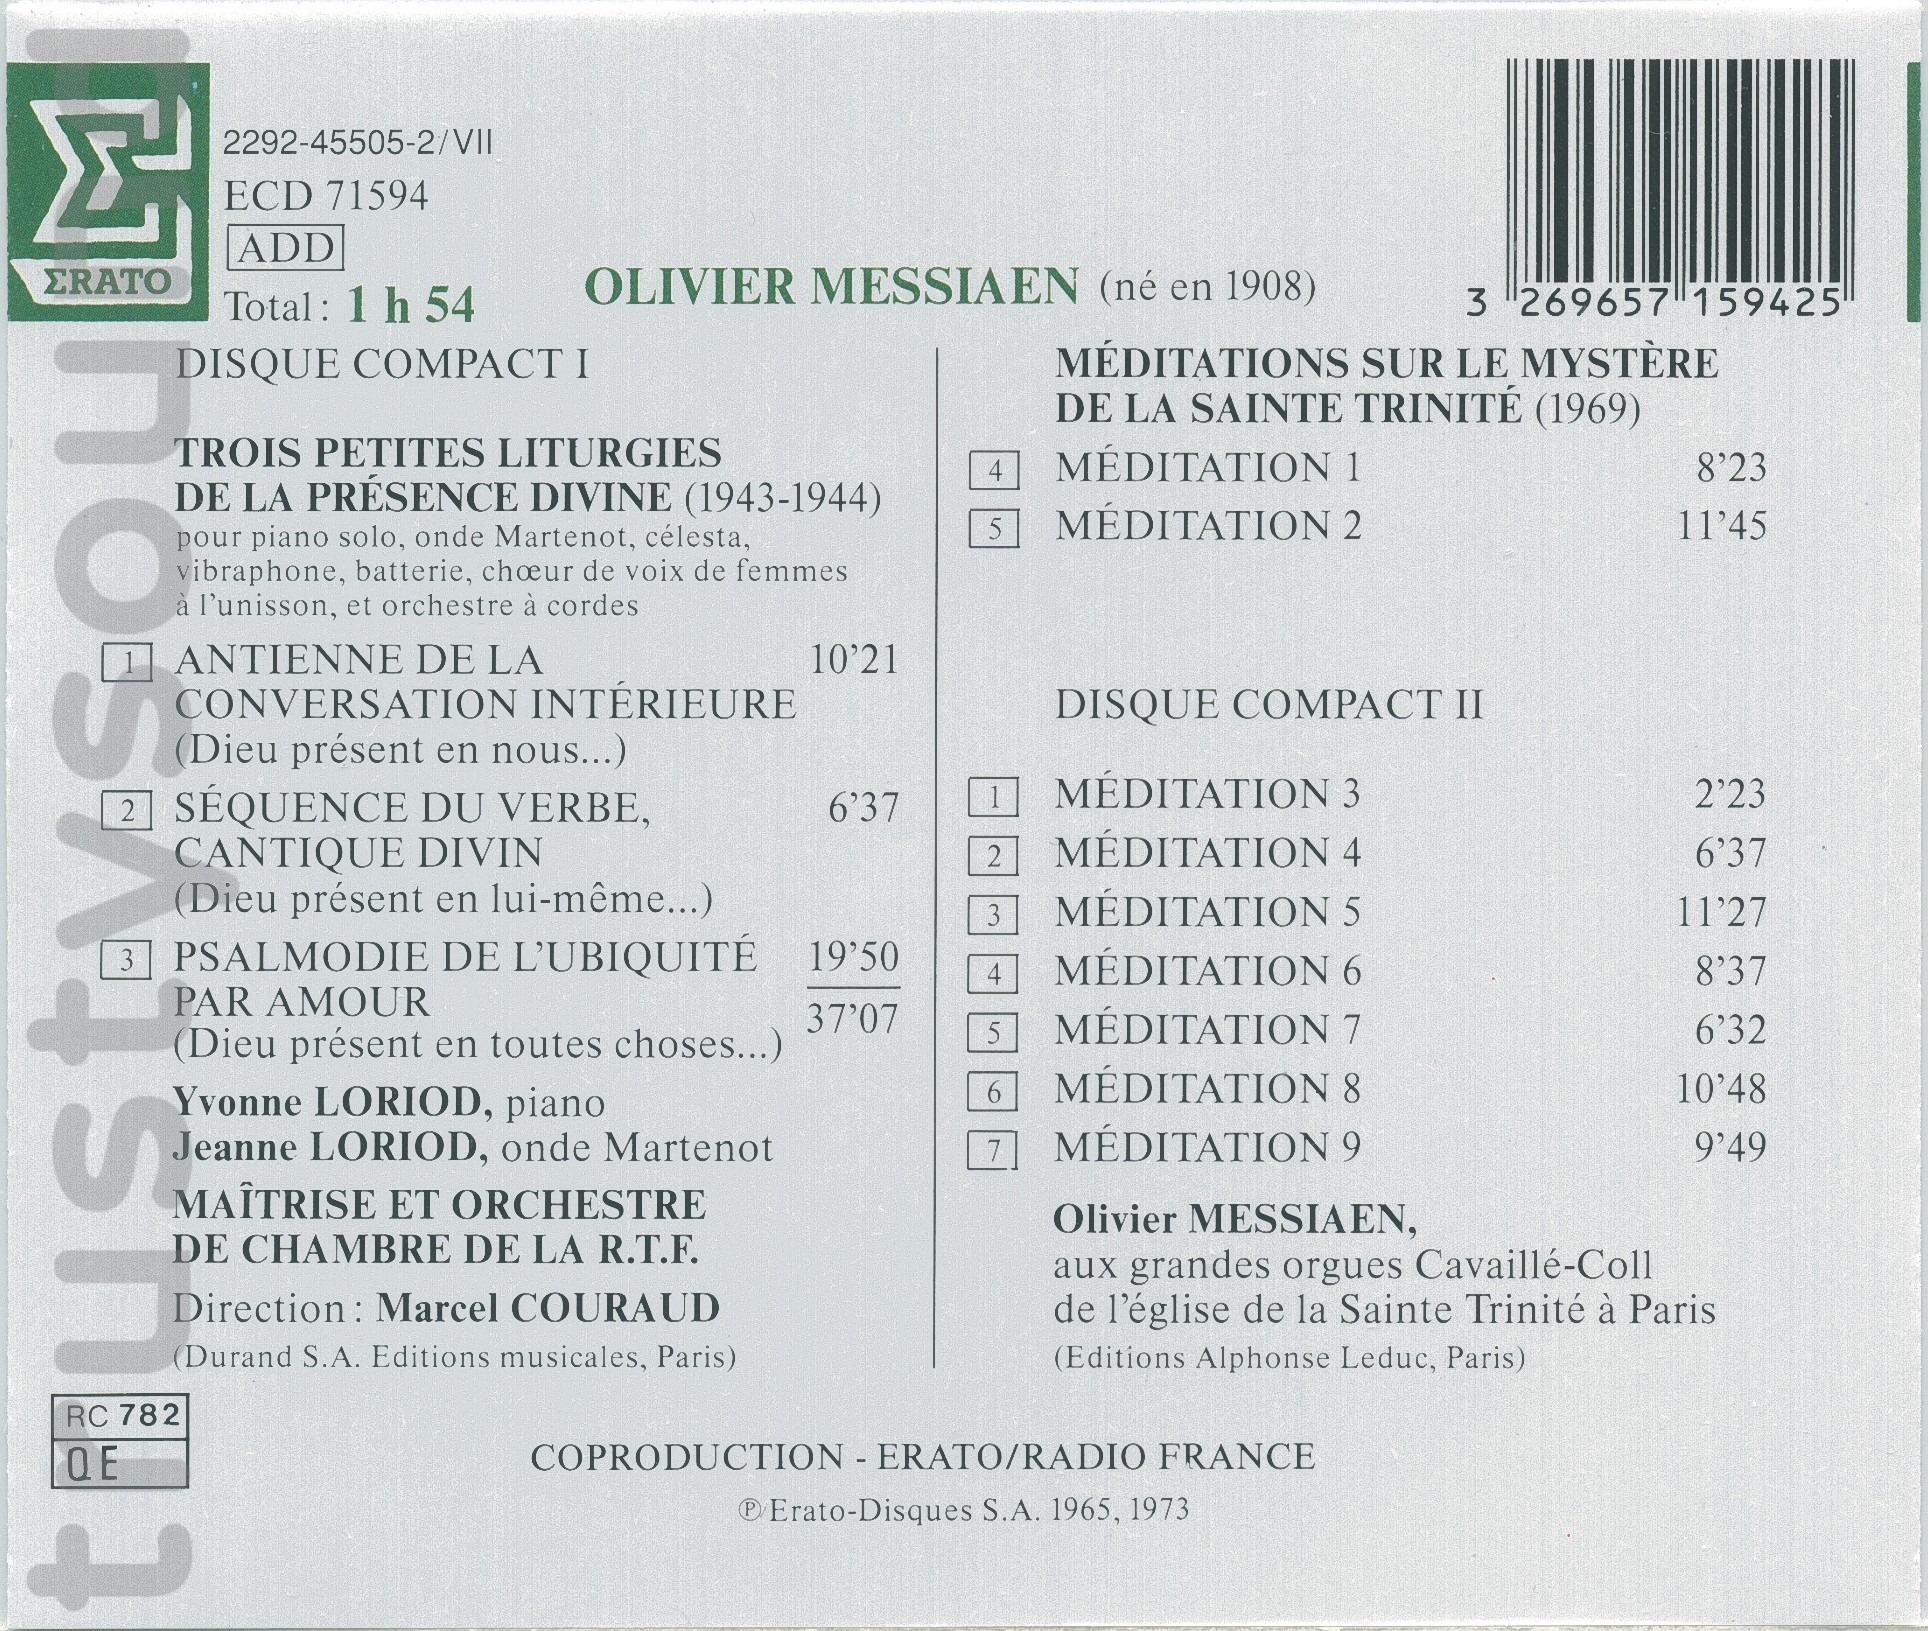 2292-45505-2/VII
ECD 71594
ADD
Total : 1 h 54
ΣRATO
OLIVIER MESSIAEN (né en 1908)
3 269657 159425
DISQUE COMPACT I
TROIS PETITES LITURGIES
DE LA PRÉSENCE DIVINE (1943-1944)
pour piano solo, onde Martenot, célesta,
vibraphone, batterie, chœur de voix de femmes
à l'unisson, et orchestre à cordes
1 ANTIENNE DE LA 10'21
CONVERSATION INTÉRIEURE
(Dieu présent en nous...)
2 SÉQUENCE DU VERBE, 6'37
CANTIQUE DIVIN
(Dieu présent en lui-même...)
3 PSALMODIE DE L'UBIQUITÉ 19'50
PAR AMOUR 37'07
(Dieu présent en toutes choses...)
Yvonne LORIOD, piano
Jeanne LORIOD, onde Martenot
MAÎTRISE ET ORCHESTRE
DE CHAMBRE DE LA R.T.F.
Direction : Marcel COURAUD
(Durand S.A. Editions musicales, Paris)
MÉDITATIONS SUR LE MYSTÈRE
DE LA SAINTE TRINITÉ (1969)
4 MÉDITATION 1 8'23
5 MÉDITATION 2 11'45
DISQUE COMPACT II
1 MÉDITATION 3 2'23
2 MÉDITATION 4 6'37
3 MÉDITATION 5 11'27
4 MÉDITATION 6 8'37
5 MÉDITATION 7 6'32
6 MÉDITATION 8 10'48
7 MÉDITATION 9 9'49
Olivier MESSIAEN,
aux grandes orgues Cavaillé-Coll
de l'église de la Sainte Trinité à Paris
(Editions Alphonse Leduc, Paris)
RC 782
QE
COPRODUCTION - ERATO/RADIO FRANCE
℗ Erato-Disques S.A. 1965, 1973